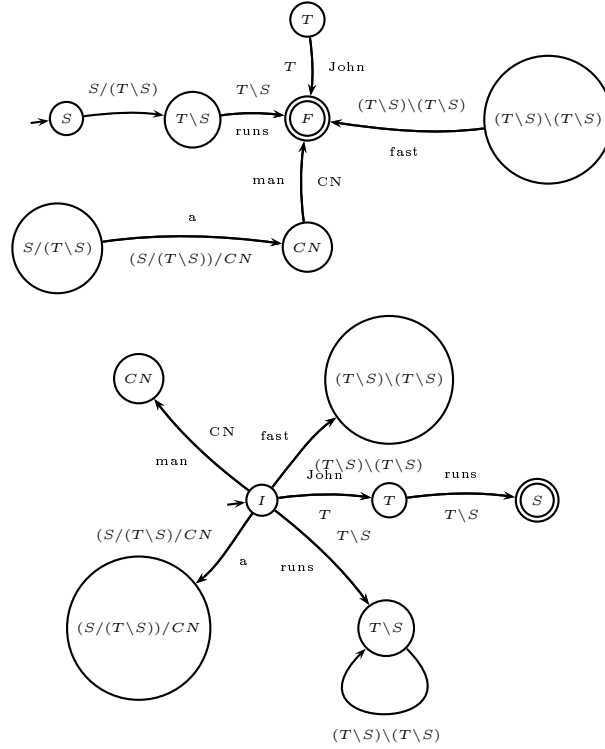 T
T John
S/(T\S) T\S (T\S)\(T\S)
S T\S F (T\S)\(T\S)
runs fast
man CN
a
S/(T\S) CN
(S/(T\S))/CN
CN (T\S)\(T\S)
CN fast
man
(T\S)\(T\S)
John runs
I T S
T T\S
(S/(T\S)/CN T\S
a runs
(S/(T\S))/CN T\S
(T\S)\(T\S)